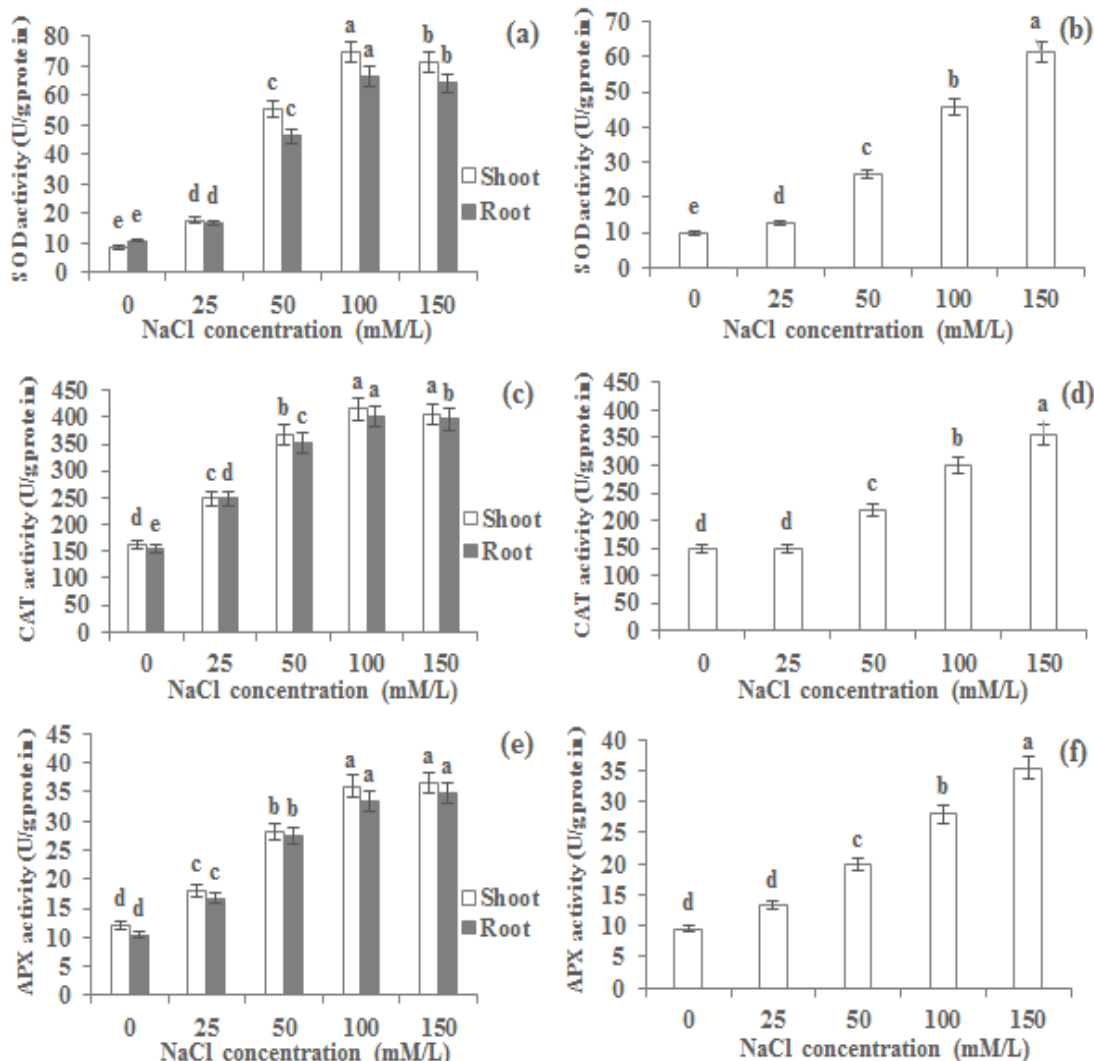 (a)
SOD activity (U/gprotein)
80
70
60
50
40
30
20
10
0
e e
d d
c c
a a
b b
Shoot
Root
0 25 50 100 150
NaCl concentration (mM/L)
(b)
SOD activity (U/gprotein)
70
60
50
40
30
20
10
0
e d c b a
0 25 50 100 150
NaCl concentration (mM/L)
(c)
CAT activity (U/gprotein)
450
400
350
300
250
200
150
100
50
0
d e
c d
b c
a a
a b
Shoot
Root
0 25 50 100 150
NaCl concentration (mM/L)
(d)
CAT activity (U/gprotein)
450
400
350
300
250
200
150
100
50
0
d d c b a
0 25 50 100 150
NaCl concentration (mM/L)
(e)
APX activity (U/gprotein)
45
40
35
30
25
20
15
10
5
0
d d
c c
b b
a a
a a
Shoot
Root
0 25 50 100 150
NaCl concentration (mM/L)
(f)
APX activity (U/gprotein)
40
35
30
25
20
15
10
5
0
d d c b a
0 25 50 100 150
NaCl concentration (mM/L)